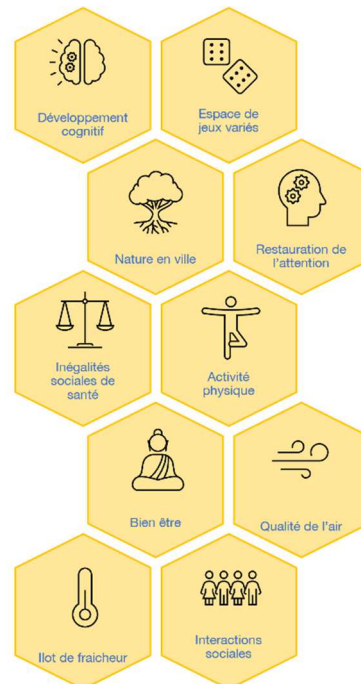 Développement
cognitif
Espace de
jeux variés
Nature en ville
Restauration de
l'attention
Inégalités
sociales de
santé
Activité
physique
Bien être
Qualité de l'air
Ilot de fraicheur
Interactions
sociales